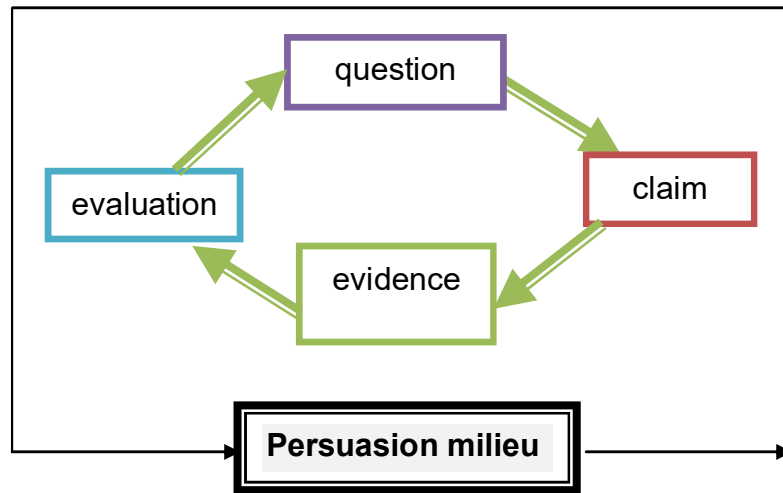 question
claim
evaluation
evidence
Persuasion milieu